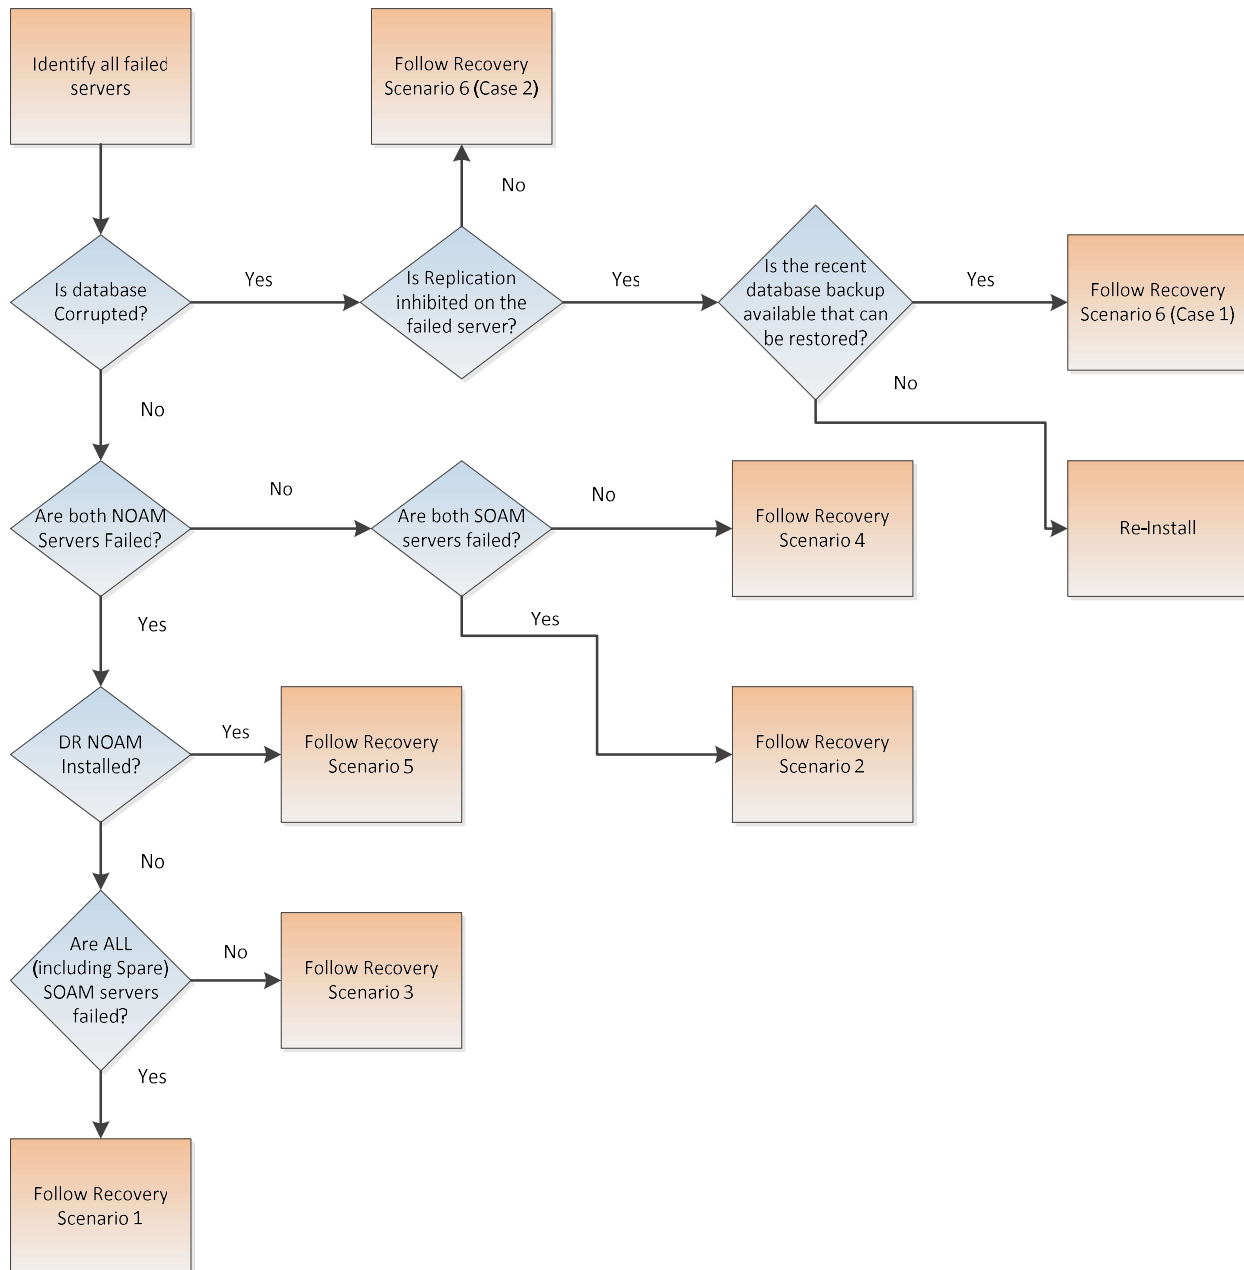 Identify all failed
servers
Follow Recovery
Scenario 6 (Case 2)
No
Is database
Corrupted?
Yes
Is Replication
inhibited on the
failed server?
Yes
Is the recent
database backup
available that can
be restored?
Yes
Follow Recovery
Scenario 6 (Case 1)
No
No
Are both NOAM
Servers Failed?
No
Are both SOAM
servers failed?
No
Follow Recovery
Scenario 4
Re-Install
Yes
Yes
DR NOAM
Installed?
Yes
Follow Recovery
Scenario 5
Follow Recovery
Scenario 2
No
Are ALL
(including Spare)
SOAM servers
failed?
No
Follow Recovery
Scenario 3
Yes
Follow Recovery
Scenario 1